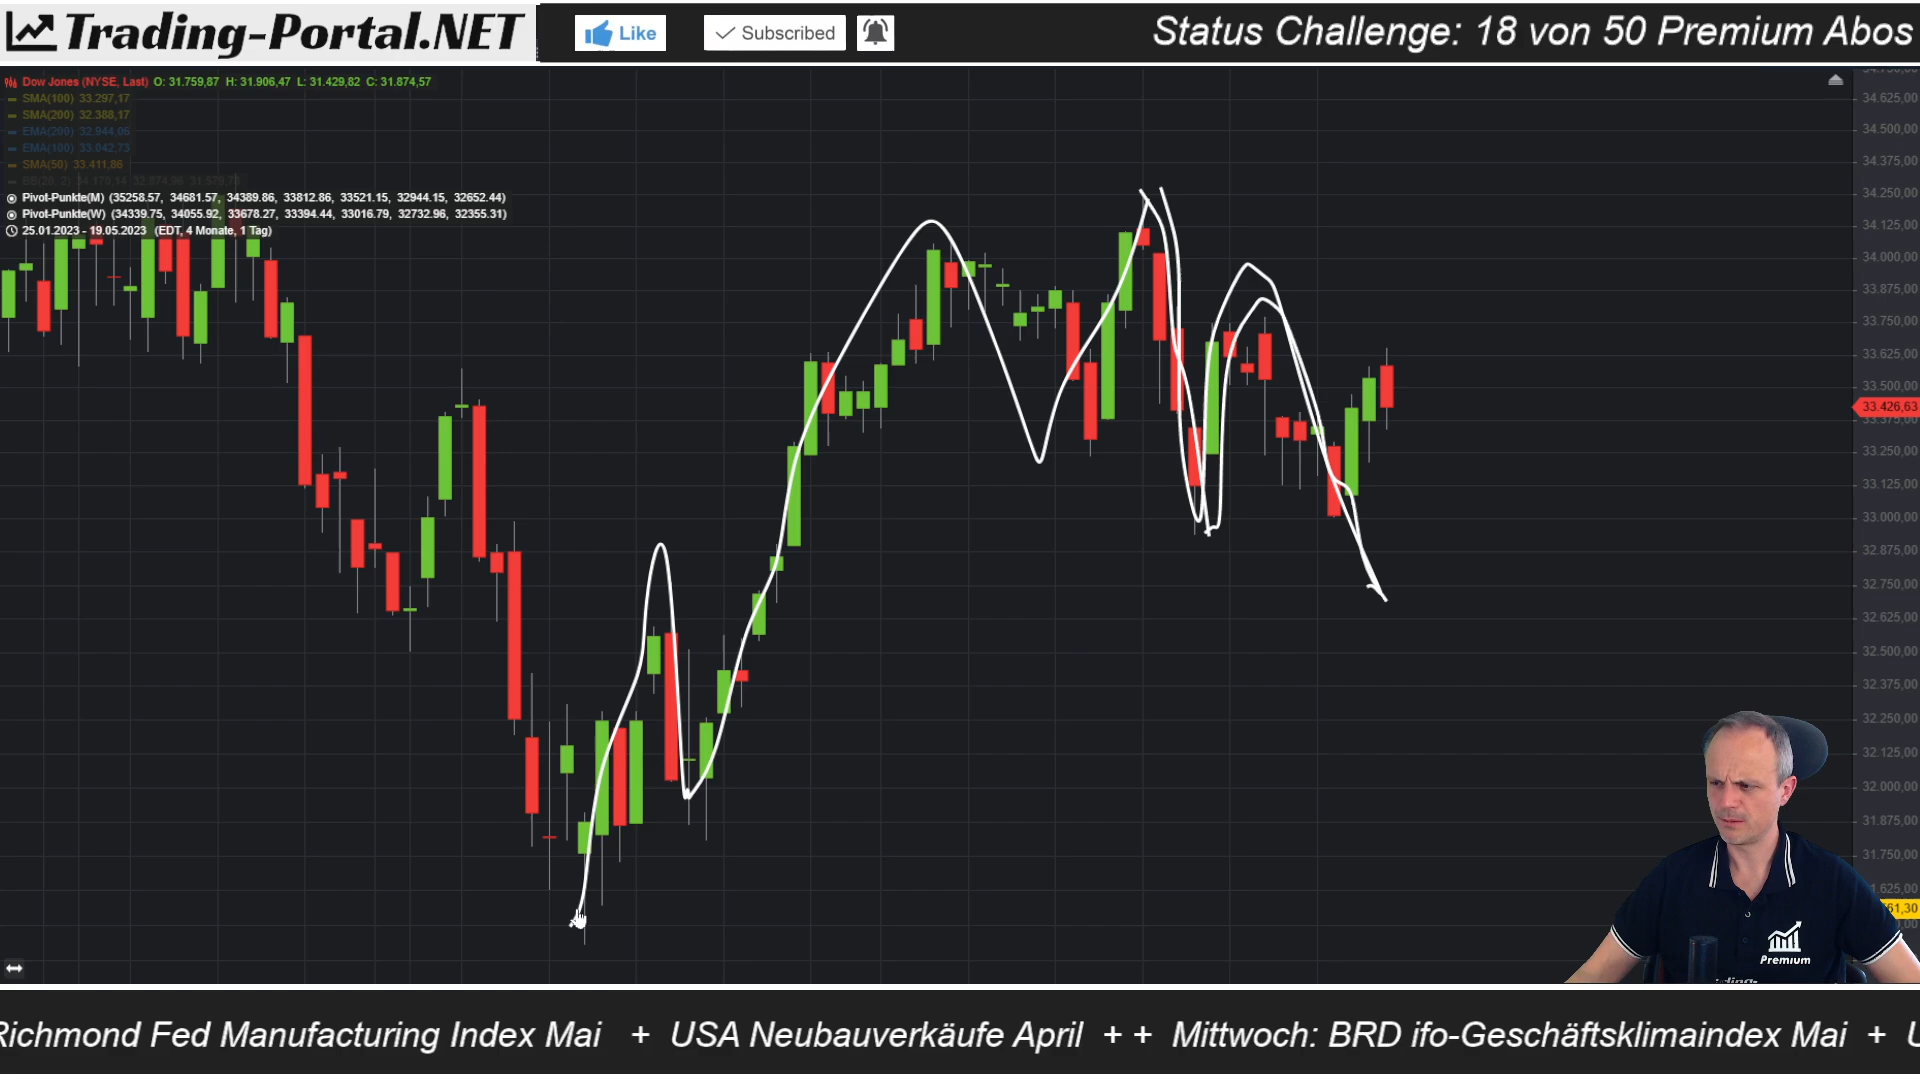 Trading-Portal.NET
Like
Subscribed
Status Challenge: 18 von 50 Premium Abos
Dow Jones (NYSE, Last) O: 31.759,87 H: 31.906,47 L: 31.429,82 C: 31.874,57
SMA(100) 33.297,17
SMA(200) 32.388,17
EMA(200) 32.944,06
EMA(100) 33.042,73
SMA(50) 33.411,86
Pivot-Punkte(M) (35258.57, 34681.57, 34389.86, 33812.86, 33521.15, 32944.15, 32652.44)
Pivot-Punkte(W) (34339.75, 34055.92, 33678.27, 33394.44, 33016.79, 32732.96, 32355.31)
25.01.2023 - 19.05.2023 (EDT, 4 Monate, 1 Tag)
34.625,00
34.500,00
34.375,00
34.250,00
34.125,00
34.000,00
33.875,00
33.750,00
33.625,00
33.500,00
33.426,63
33.375,00
33.250,00
33.125,00
33.000,00
32.875,00
32.750,00
32.625,00
32.500,00
32.375,00
32.250,00
32.125,00
32.000,00
31.875,00
31.750,00
1.625,00
61,30
Premium
Richmond Fed Manufacturing Index Mai + USA Neubauverkäufe April + + Mittwoch: BRD ifo-Geschäftsklimaindex Mai +